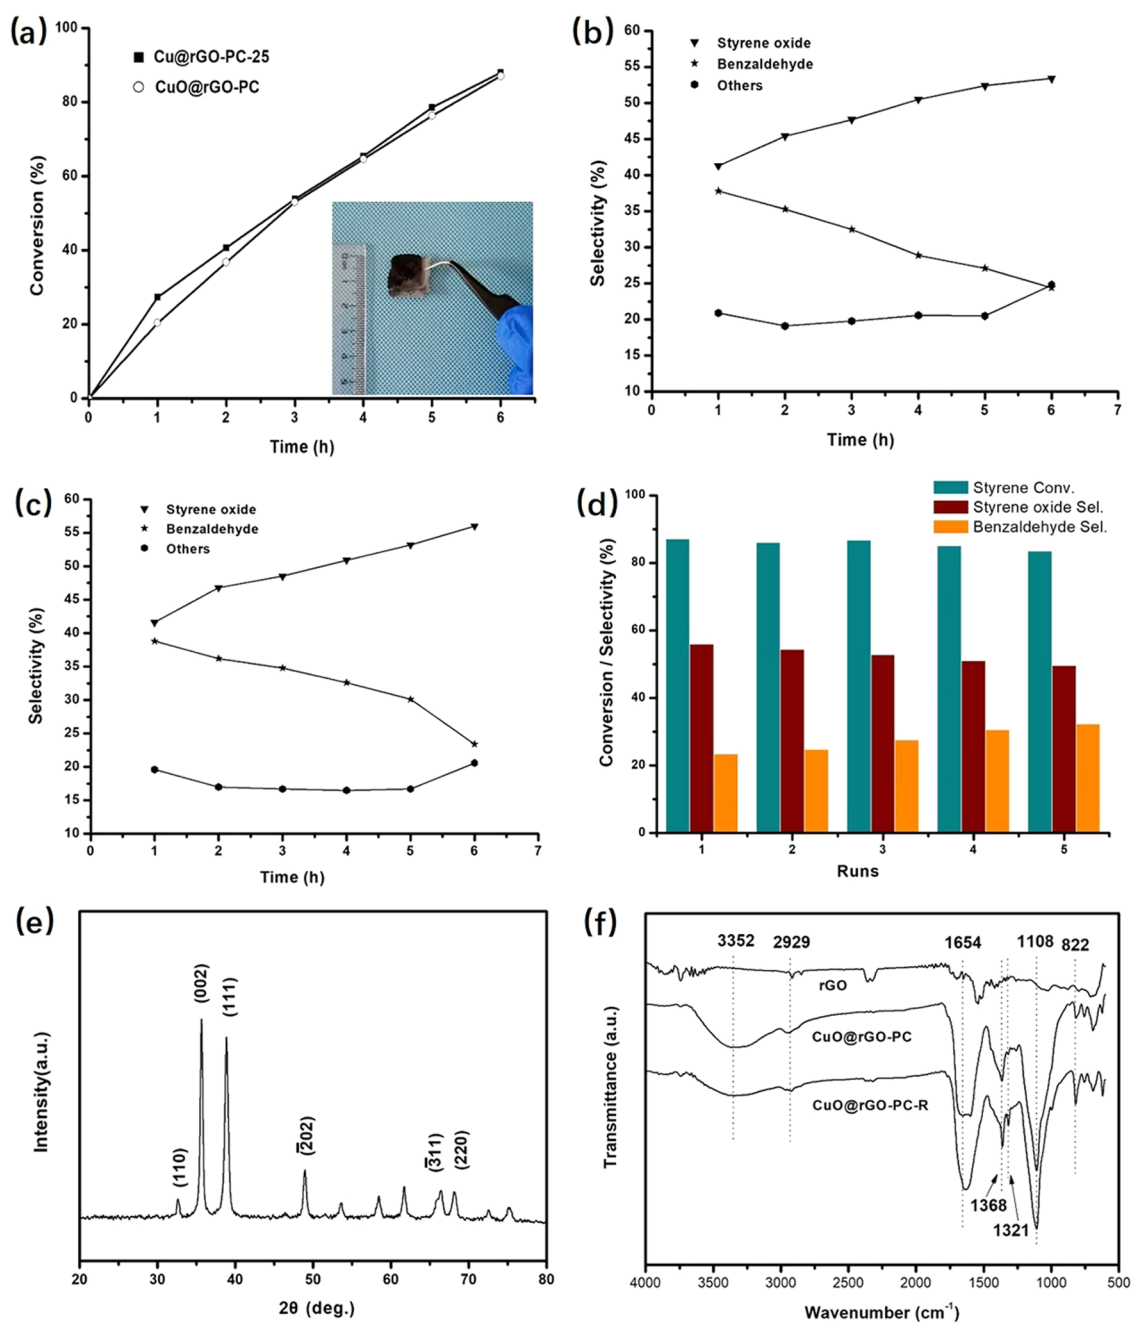 (a)
100
80
60
40
20
0
Conversion (%)
Cu@rGO-PC-25
CuO@rGO-PC
0 1 2 3 4 5 6
Time (h)
(b)
60
55
50
45
40
35
30
25
20
15
10
Selectivity (%)
Styrene oxide
Benzaldehyde
Others
0 1 2 3 4 5 6 7
Time (h)
(c)
60
55
50
45
40
35
30
25
20
15
10
Selectivity (%)
Styrene oxide
Benzaldehyde
Others
0 1 2 3 4 5 6 7
Time (h)
(d)
100
80
60
40
20
0
Conversion / Selectivity (%)
Styrene Conv.
Styrene oxide Sel.
Benzaldehyde Sel.
1 2 3 4 5
Runs
(e)
Intensity(a.u.)
(110)
(002)
(111)
(2̅02)
(3̅11)
(220)
20 30 40 50 60 70 80
2θ (deg.)
(f)
Transmittance (a.u.)
3352 2929 1654 1108 822
rGO
CuO@rGO-PC
CuO@rGO-PC-R
1368
1321
4000 3500 3000 2500 2000 1500 1000 500
Wavenumber (cm⁻¹)